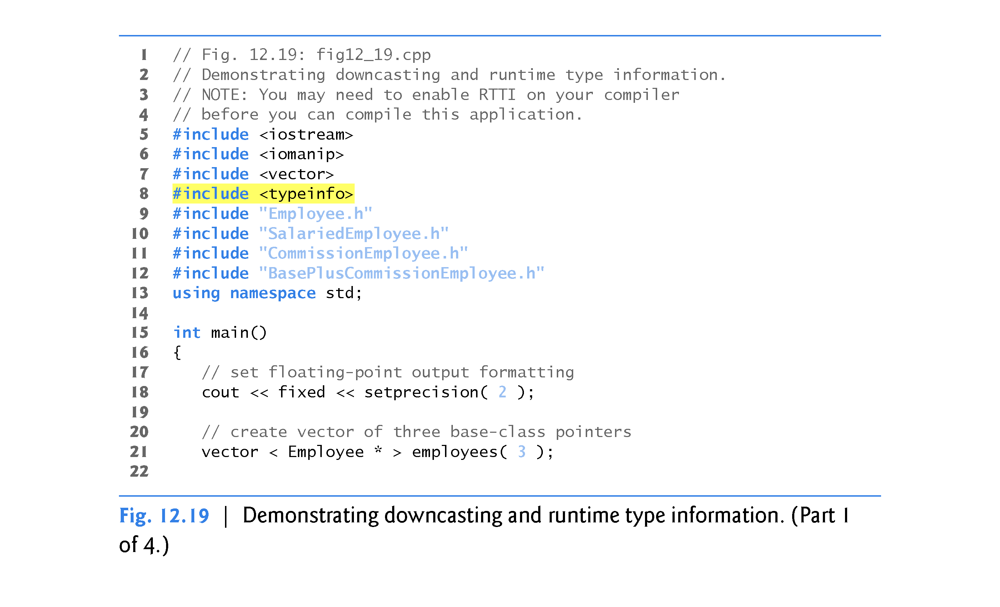 1 // Fig. 12.19: fig12_19.cpp
2 // Demonstrating downcasting and runtime type information.
3 // NOTE: You may need to enable RTTI on your compiler
4 // before you can compile this application.
5 #include <iostream>
6 #include <iomanip>
7 #include <vector>
8 #include <typeinfo>
9 #include "Employee.h"
10 #include "SalariedEmployee.h"
11 #include "CommissionEmployee.h"
12 #include "BasePlusCommissionEmployee.h"
13 using namespace std;
14
15 int main()
16 {
17    // set floating-point output formatting
18    cout << fixed << setprecision( 2 );
19
20    // create vector of three base-class pointers
21    vector < Employee * > employees( 3 );
22
Fig. 12.19 | Demonstrating downcasting and runtime type information. (Part 1
of 4.)